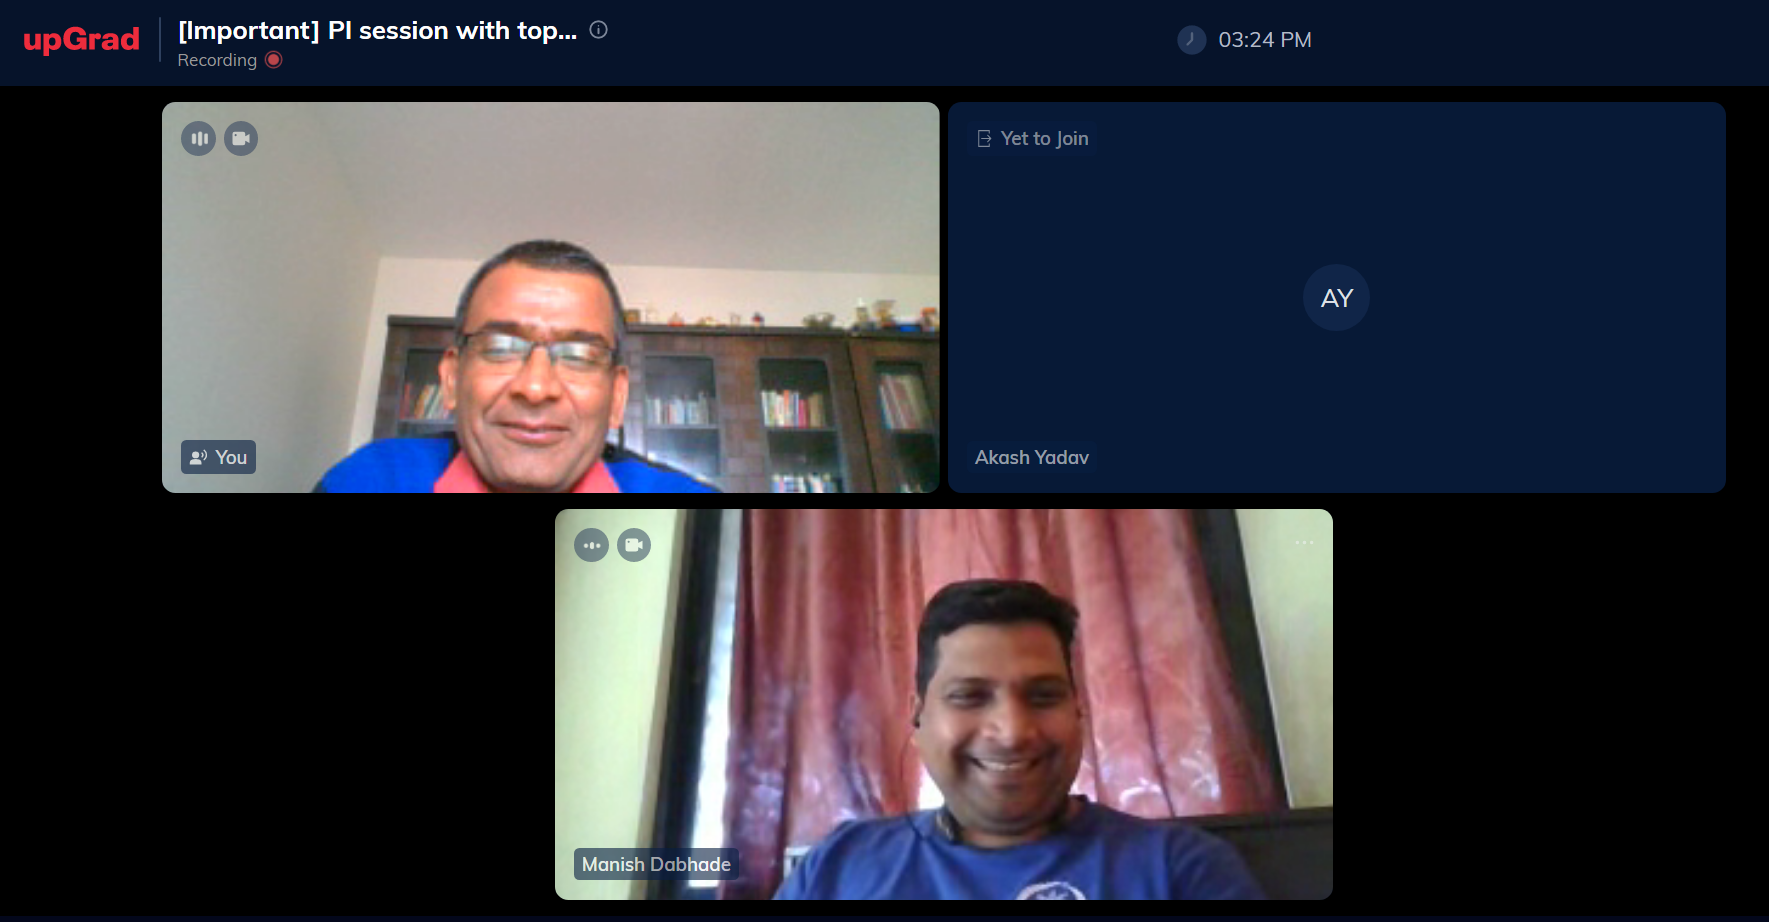 upGrad
[Important] PI session with top...
Recording
03:24 PM
You
Yet to Join
AY
Akash Yadav
Manish Dabhade